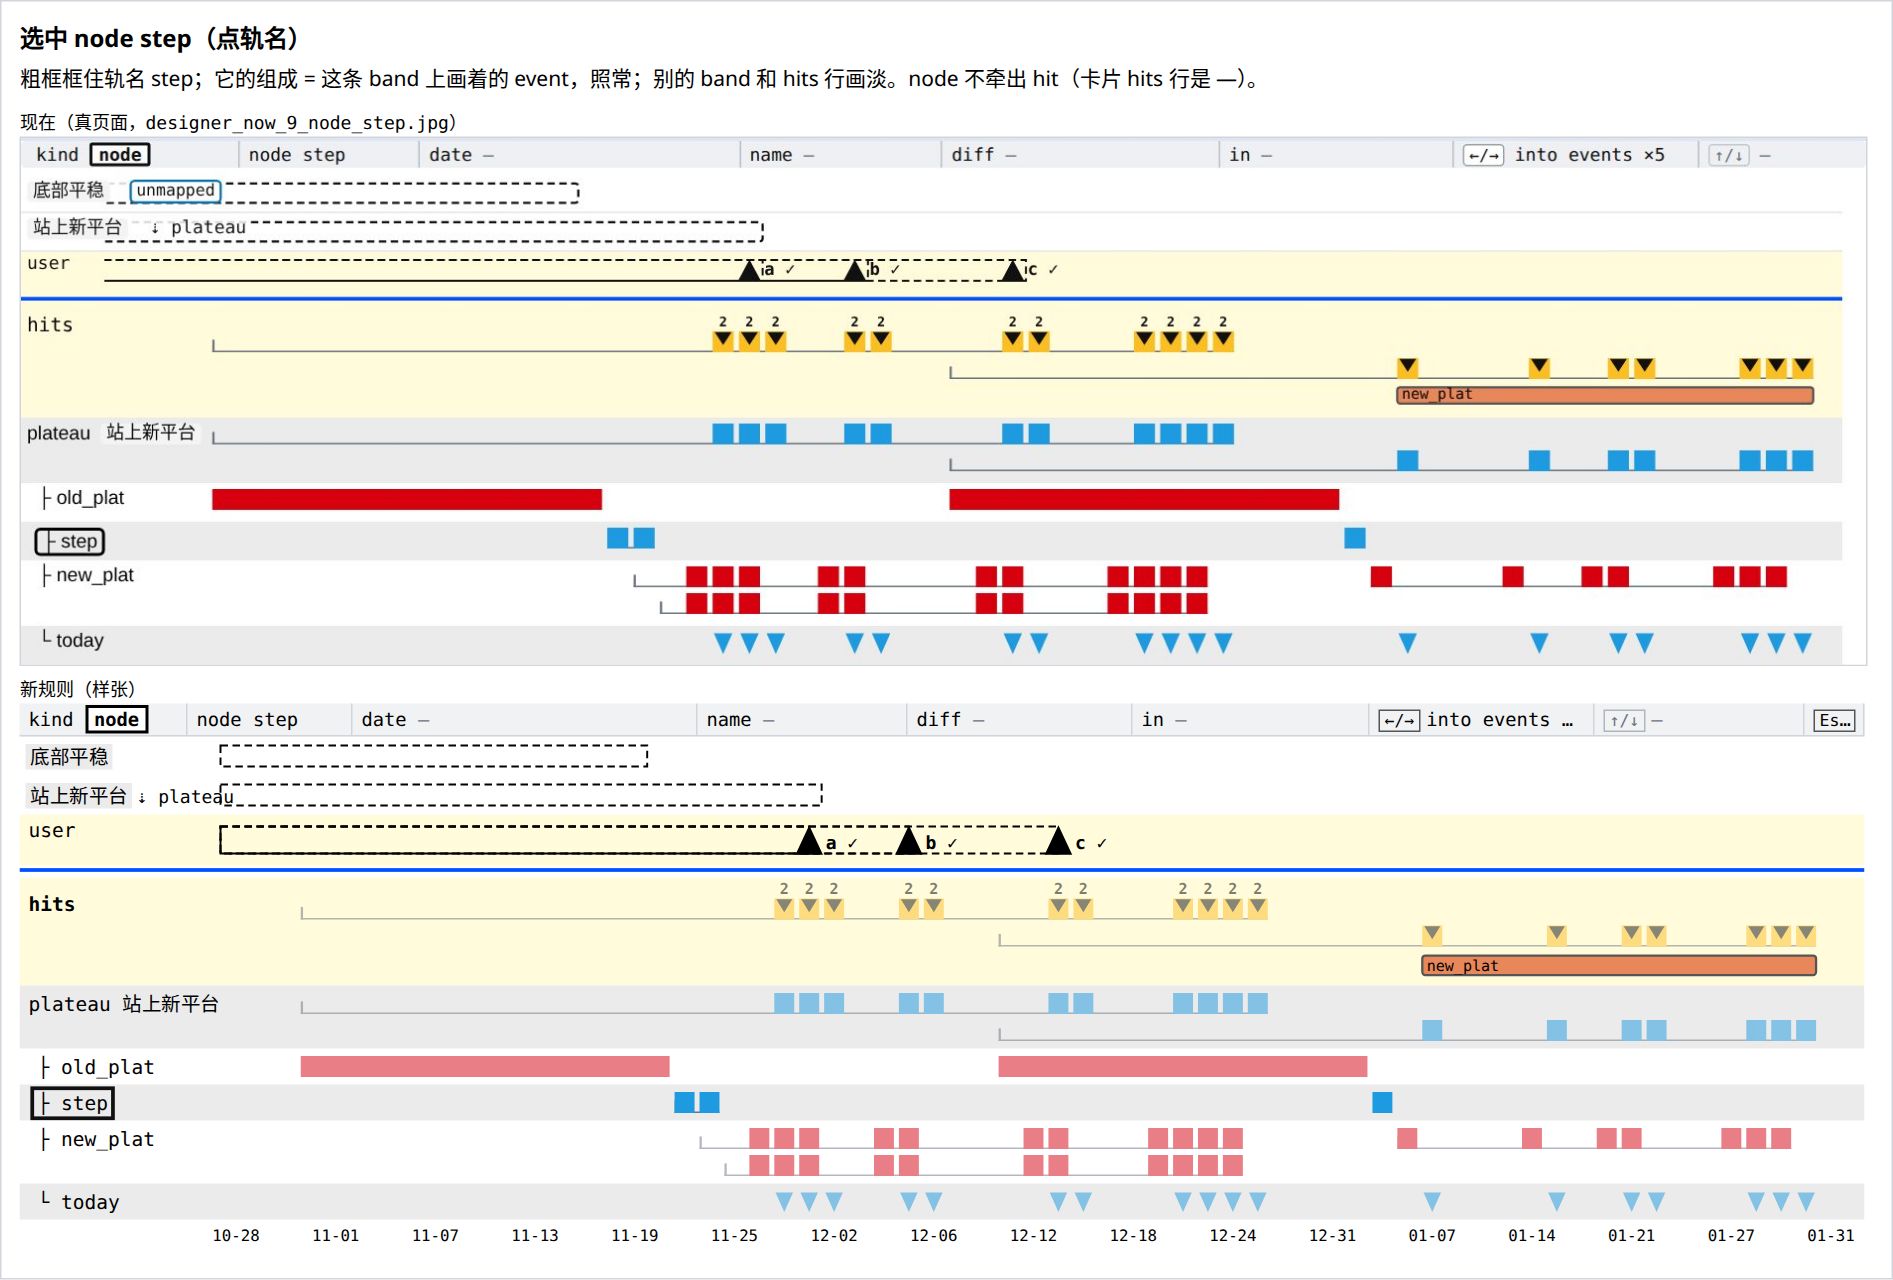 选中 node step（点轨名）
粗框框住轨名 step；它的组成 = 这条 band 上画着的 event，照常；别的 band 和 hits 行画淡。node 不牵出 hit（卡片 hits 行是 —）。
现在（真页面，designer_now_9_node_step.jpg）
kind node node step date — name — diff — in — ←/→ into events ×5 ↑/↓ —
底部平稳 unmapped
站上新平台 ⇣ plateau
user a ✓ b ✓ c ✓
hits 2 2 2 2 2 2 2 2 2 2 2
new_plat
plateau 站上新平台
├ old_plat
├ step
├ new_plat
└ today
新规则（样张）
kind node node step date — name — diff — in — ←/→ into events … ↑/↓ — Es…
底部平稳
站上新平台 ⇣ plateau
user a ✓ b ✓ c ✓
2 2 2 2 2 2 2 2 2 2 2
hits
new_plat
plateau 站上新平台
├ old_plat
├ step
├ new_plat
└ today
10-28 11-01 11-07 11-13 11-19 11-25 12-02 12-06 12-12 12-18 12-24 12-31 01-07 01-14 01-21 01-27 01-31